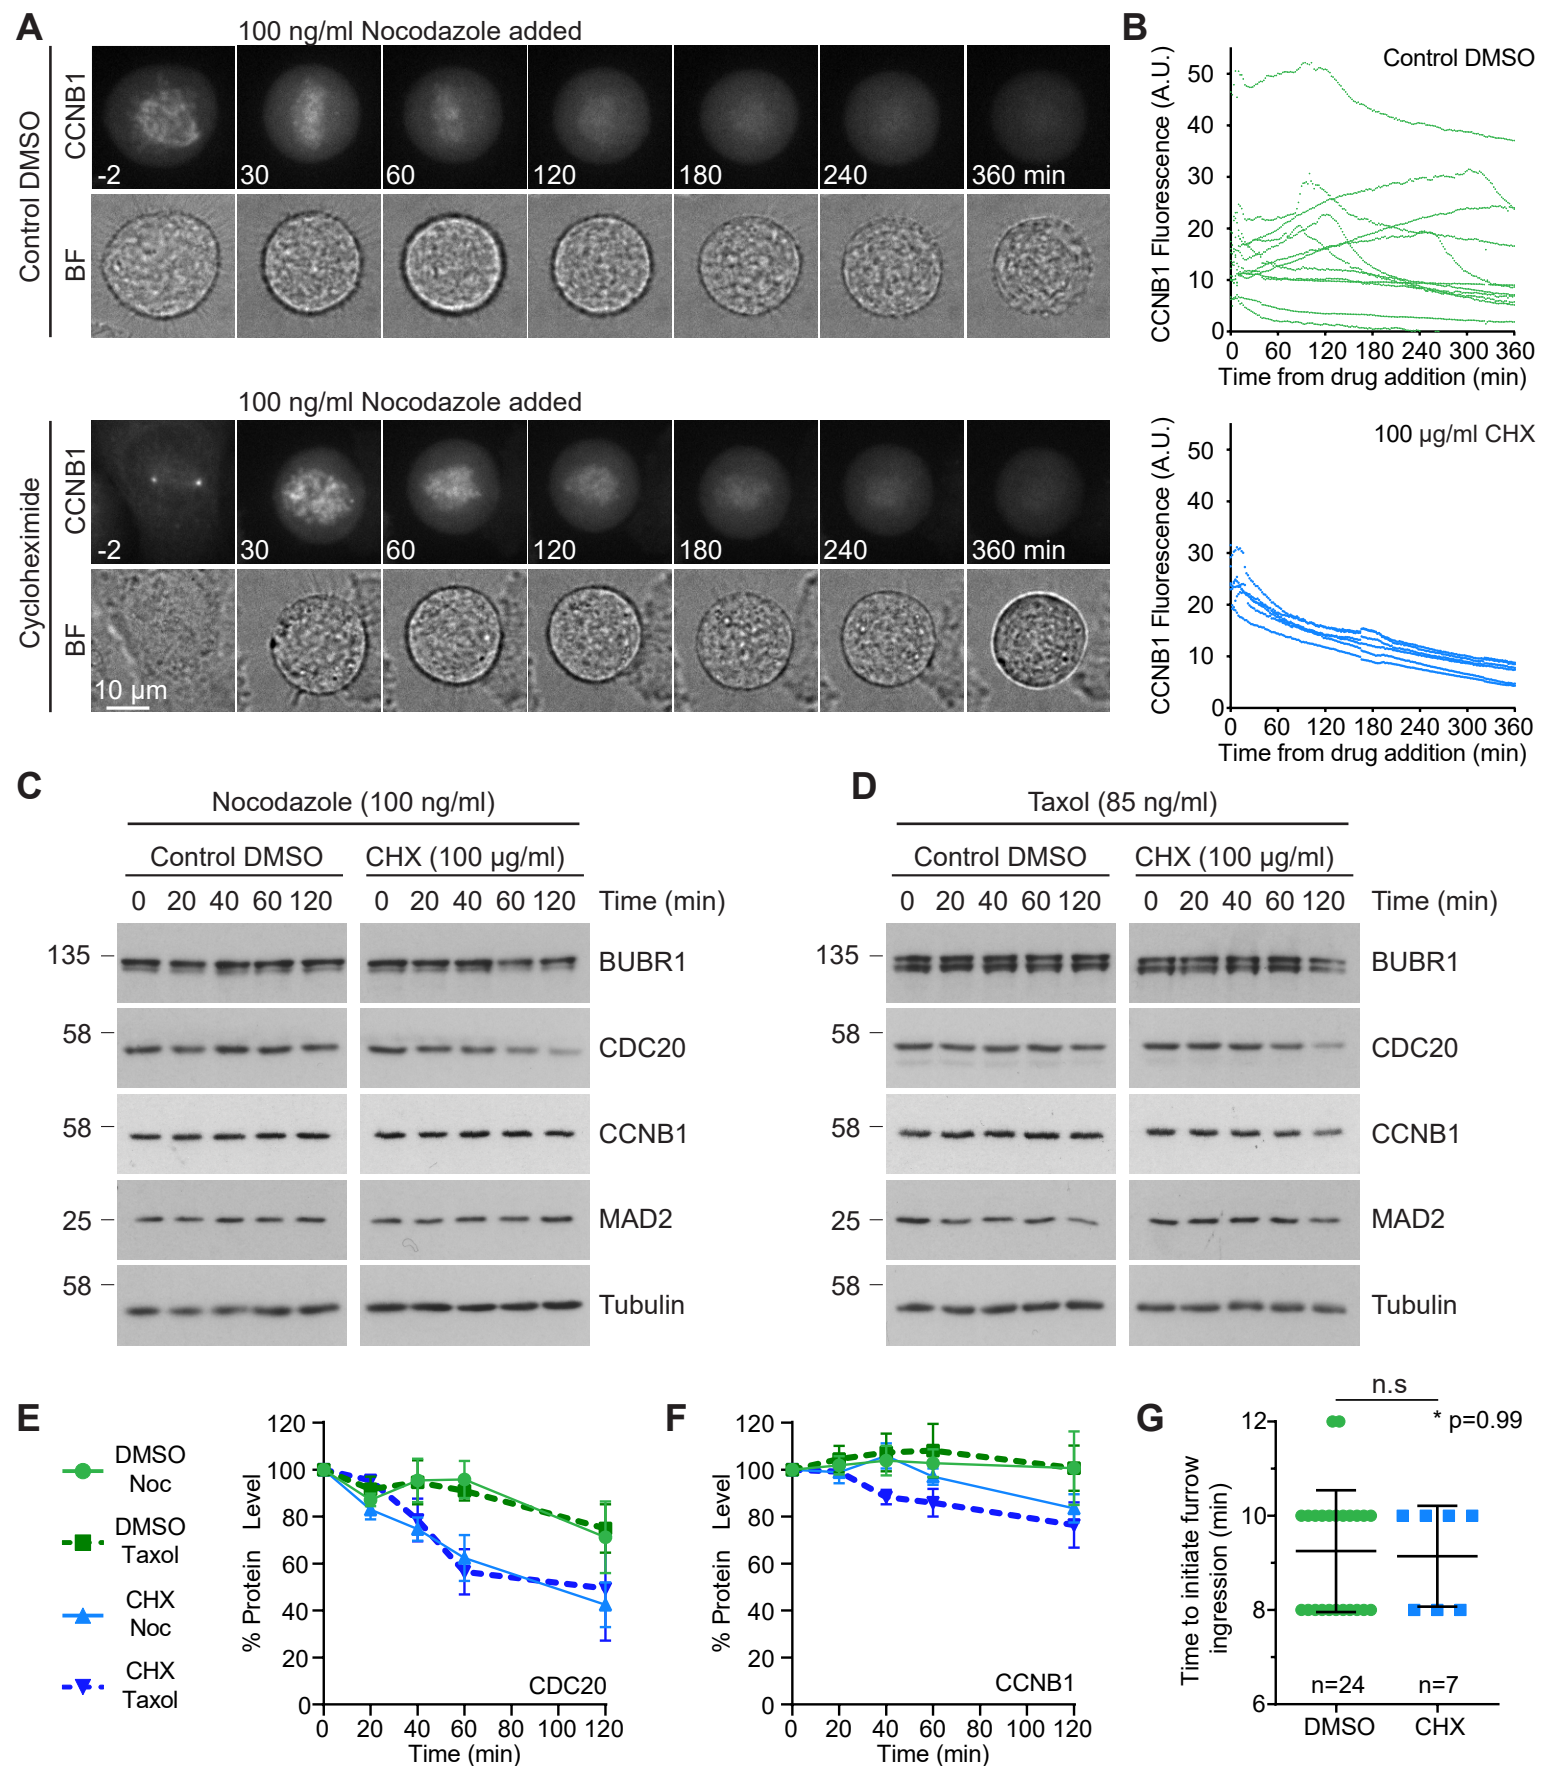 A
100 ng/ml Nocodazole added
Control DMSO
CCNB1
-2 30 60 120 180 240 360 min
BF
100 ng/ml Nocodazole added
Cycloheximide
CCNB1
-2 30 60 120 180 240 360 min
BF
10 µm
B
Control DMSO
CCNB1 Fluorescence (A.U.)
50
40
30
20
10
0
0 60 120 180 240 300 360
Time from drug addition (min)
100 µg/ml CHX
CCNB1 Fluorescence (A.U.)
50
40
30
20
10
0
0 60 120 180 240 300 360
Time from drug addition (min)
C
Nocodazole (100 ng/ml)
Control DMSO CHX (100 µg/ml)
0 20 40 60 120 0 20 40 60 120 Time (min)
135 BUBR1
58 CDC20
58 CCNB1
25 MAD2
58 Tubulin
D
Taxol (85 ng/ml)
Control DMSO CHX (100 µg/ml)
0 20 40 60 120 0 20 40 60 120 Time (min)
135 BUBR1
58 CDC20
58 CCNB1
25 MAD2
58 Tubulin
E
DMSO
Noc
DMSO
Taxol
CHX
Noc
CHX
Taxol
% Protein Level
120
100
80
60
40
20
0
CDC20
0 20 40 60 80 100 120
Time (min)
F
% Protein Level
120
100
80
60
40
20
0
CCNB1
0 20 40 60 80 100 120
Time (min)
G
n.s
* p=0.99
Time to initiate furrow
ingression (min)
12
10
8
6
n=24 n=7
DMSO CHX